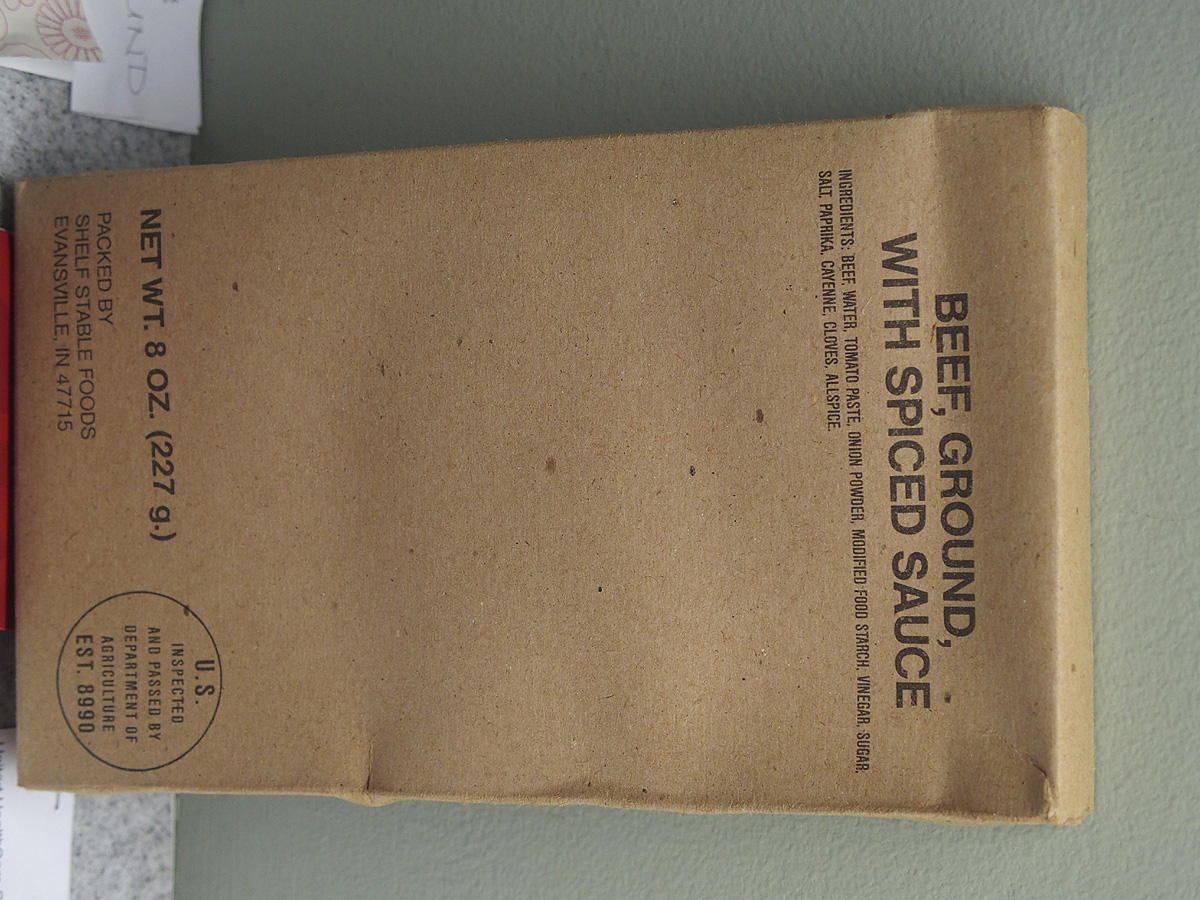 BEEF, GROUND,
WITH SPICED SAUCE
INGREDIENTS: BEEF, WATER, TOMATO PASTE, ONION POWDER, MODIFIED FOOD STARCH, VINEGAR, SUGAR,
SALT, PAPRIKA, CAYENNE, CLOVES, ALLSPICE.
NET WT. 8 OZ. (227 g.)
PACKED BY
SHELF STABLE FOODS
EVANSVILLE, IN 47715
U.S.
INSPECTED
AND PASSED BY
DEPARTMENT OF
AGRICULTURE
EST. 8990